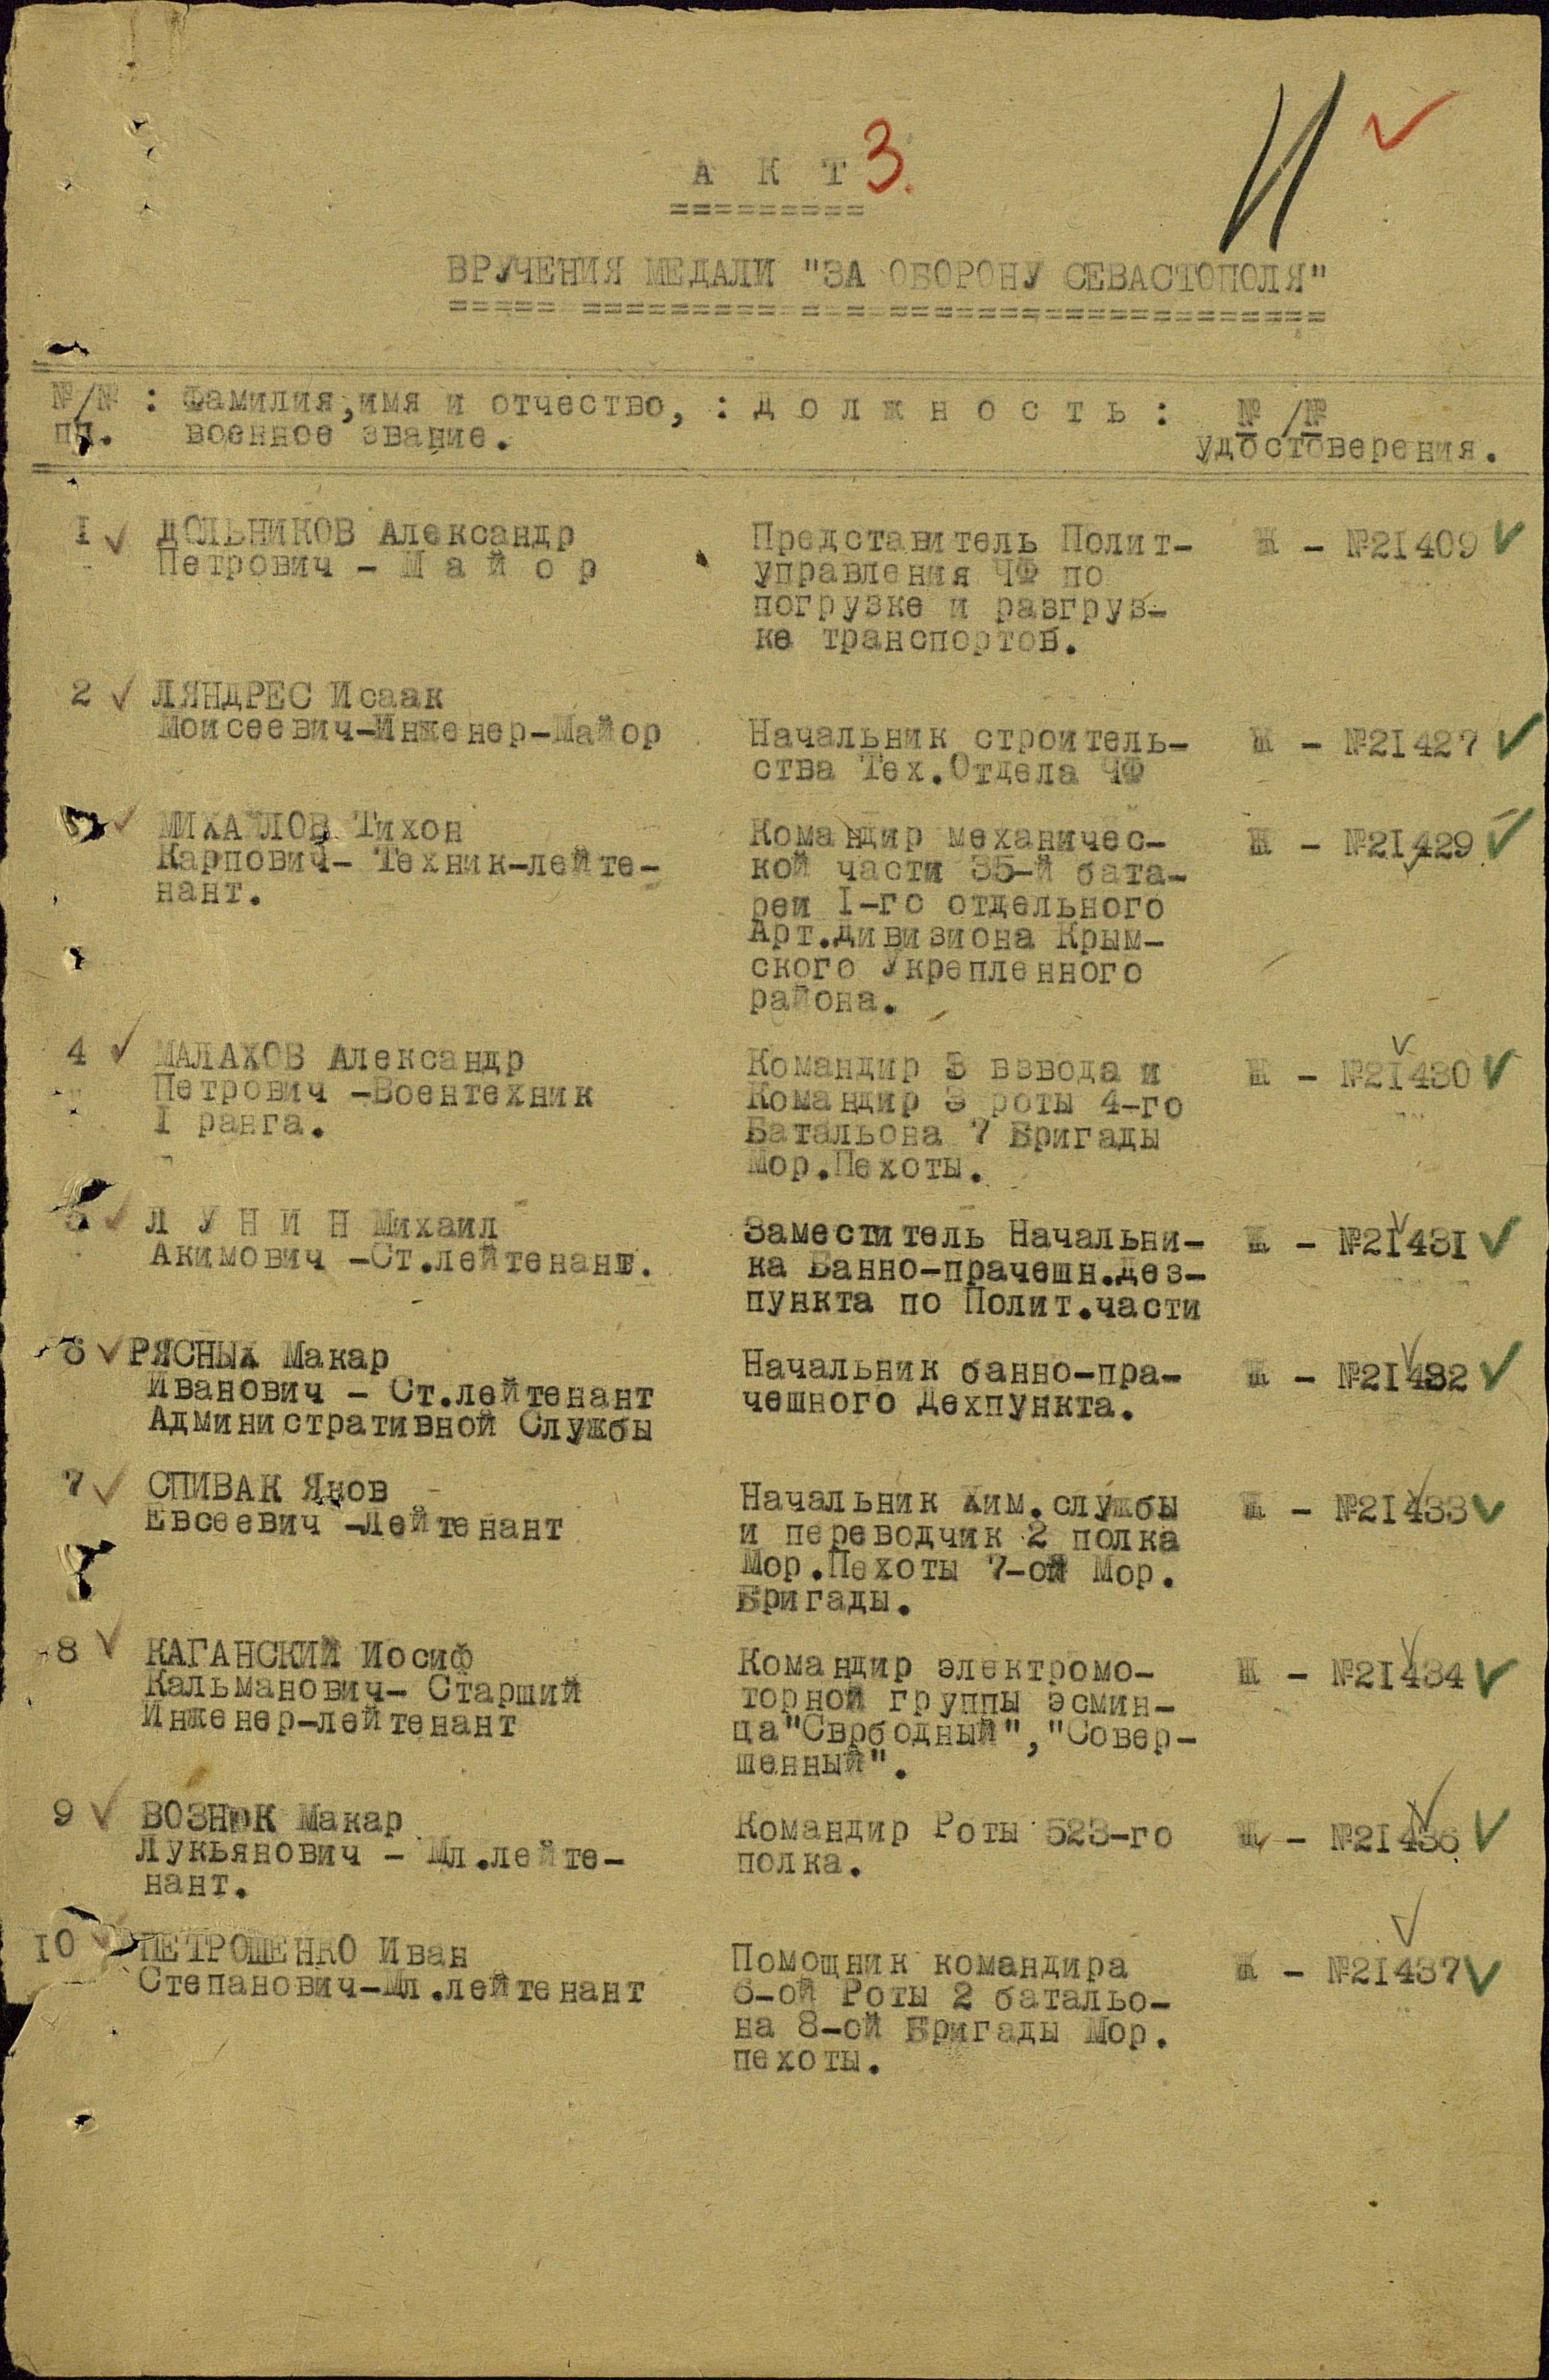 А К Т 3.
ВРУЧЕНИЯ МЕДАЛИ "ЗА ОБОРОНУ СЕВАСТОПОЛЯ"
№/№ : Фамилия, имя и отчество, : Д О Л Ж Н О С Т Ь : № /№
пп. военное звание. удостоверения.
1 ДОЛЬНИКОВ Александр
Петрович - М а й о р
Представитель Полит-
управления ЧФ по
погрузке и разгруз-
ке транспортов.
Ж - №21409
2 ЛЯНДРЕС Исаак
Моисеевич-Инженер-Майор
Начальник строитель-
ства Тех.Отдела ЧФ
Ж - №21427
МИХАЙЛОВ Тихон
Карпович- Техник-лейте-
нант.
Командир механичес-
кой части 35-й бата-
реи I-го отдельного
Арт.дивизиона Крым-
ского Укрепленного
района.
Ж - №21429
4 МАЛАХОВ Александр
Петрович -Воентехник
I ранга.
Командир 3 взвода и
Командир 3 роты 4-го
Батальона 7 Бригады
Мор.Пехоты.
Ж - №21430
5 Л У Н И Н Михаил
Акимович -Ст.лейтенант.
Заместитель Начальни-
ка Банно-прачешн.дез-
пункта по Полит.части
Ж - №21431
6 РЯСНЫХ Макар
Иванович - Ст.лейтенант
Административной Службы
Начальник банно-пра-
чешного Дехпункта.
Ж - №21432
7 СПИВАК Яков
Евсеевич -Лейтенант
Начальник Хим.службы
и переводчик 2 полка
Мор.Пехоты 7-ой Мор.
Бригады.
Ж - №21433
8 КАГАНСКИЙ Иосиф
Кальманович- Старший
Инженер-лейтенант
Командир электромо-
торной группы эсмин-
ца "Сврбодный", "Совер-
шенный".
Ж - №21434
9 ВОЗНЮК Макар
Лукьянович - Мл.лейте-
нант.
Командир Роты 523-го
полка.
Ж - №21436
10 ПЕТРОШЕНКО Иван
Степанович-Мл.лейтенант
Помощник командира
6-ой Роты 2 батальо-
на 8-ой Бригады Мор.
пехоты.
Ж - №21437